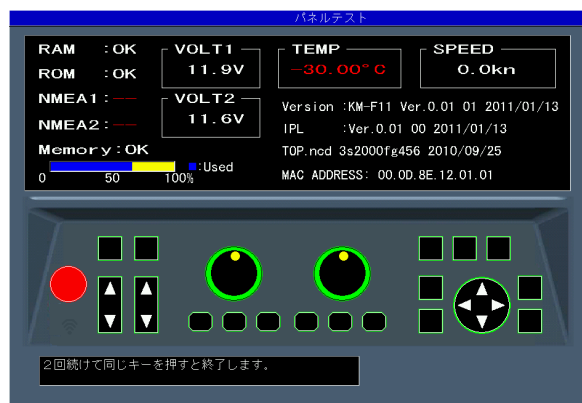 パネルテスト
RAM :OK
ROM :OK
NMEA1:--
NMEA2:--
Memory:OK
0 50 100%
■:Used
VOLT1
11.9V
VOLT2
11.6V
TEMP
-30.00°C
SPEED
0.0kn
Version :KM-F11 Ver.0.01 01 2011/01/13
IPL :Ver.0.01 00 2011/01/13
TOP.ncd 3s2000fg456 2010/09/25
MAC ADDRESS: 00.0D.8E.12.01.01
2回続けて同じキーを押すと終了します。